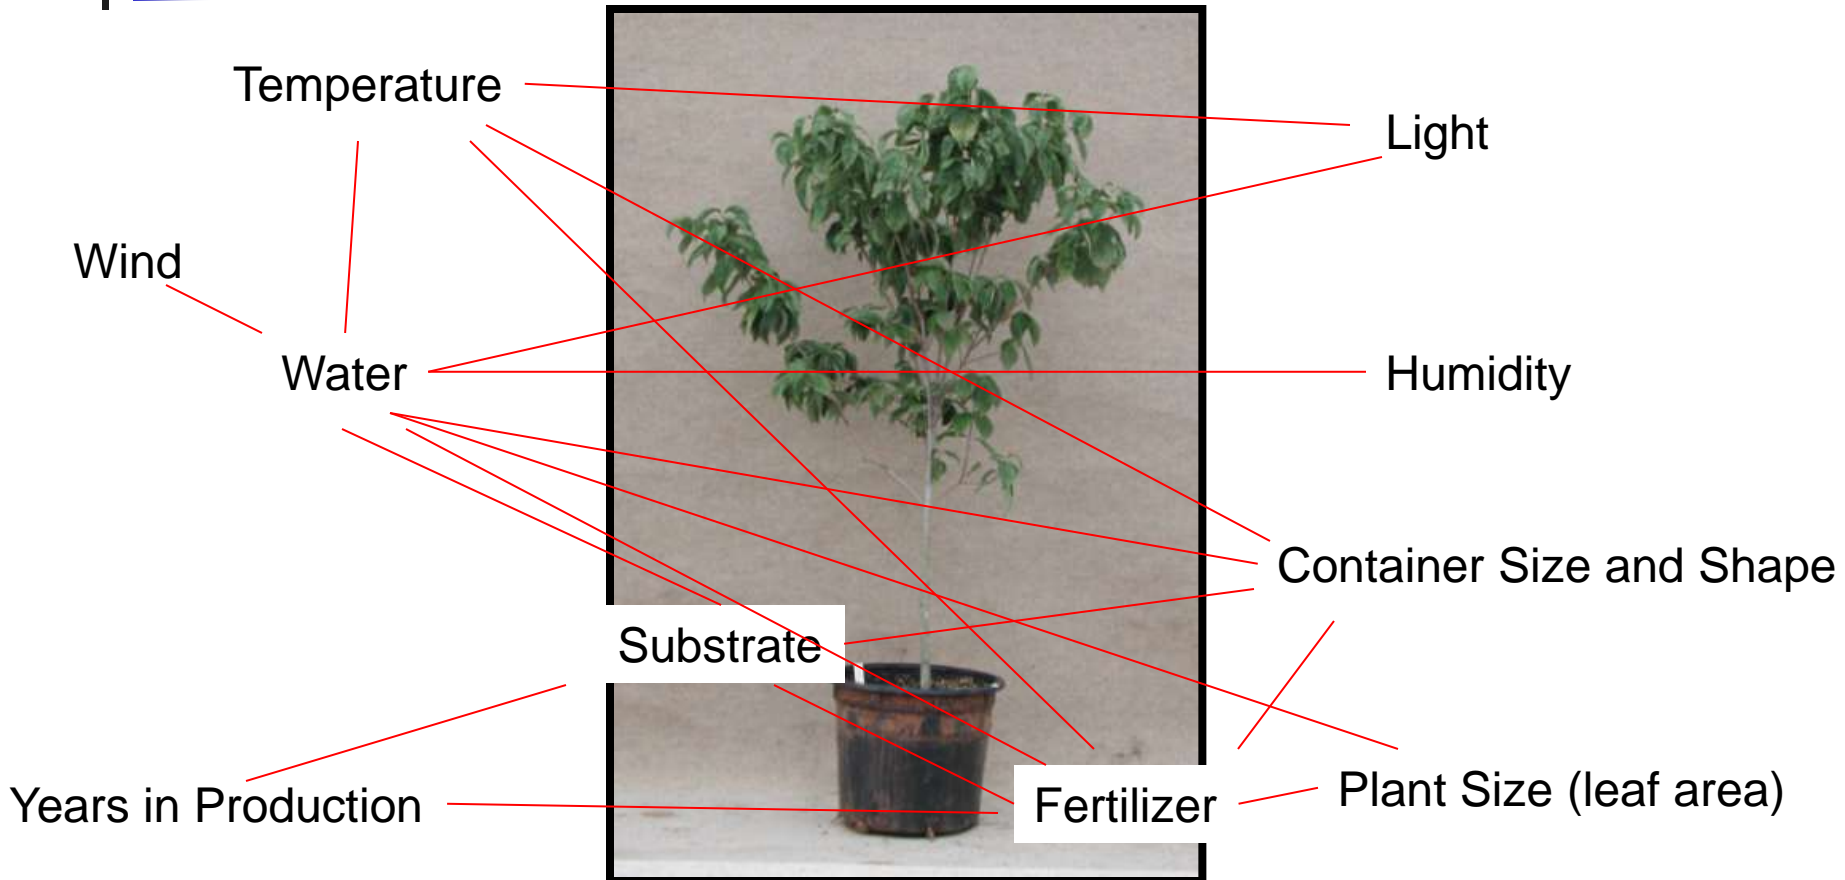 Temperature
Light
Wind
Water
Humidity
Container Size and Shape
Substrate
Years in Production
Fertilizer
Plant Size (leaf area)